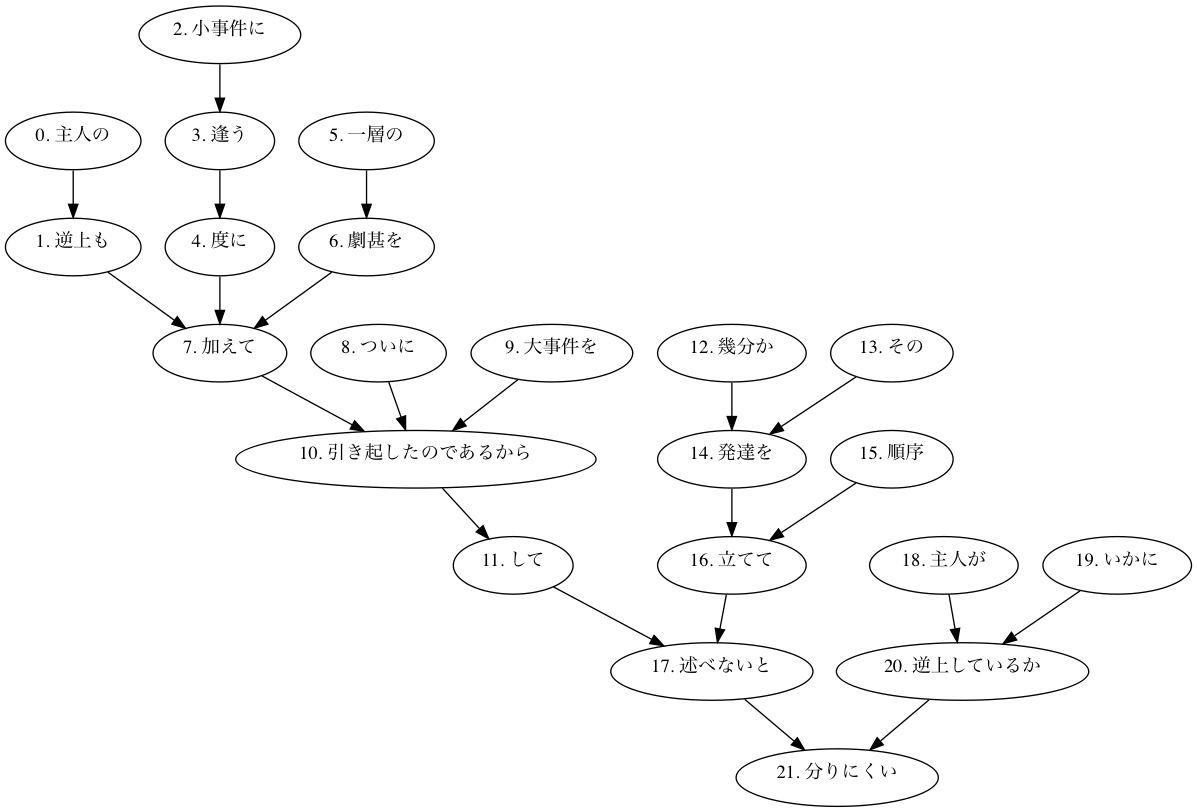 2. 小事件に
0. 主人の
3. 逢う
5. 一層の
1. 逆上も
4. 度に
6. 劇甚を
7. 加えて
8. ついに
9. 大事件を
12. 幾分か
13. その
10. 引き起したのであるから
14. 発達を
15. 順序
11. して
16. 立てて
18. 主人が
19. いかに
17. 述べないと
20. 逆上しているか
21. 分りにくい